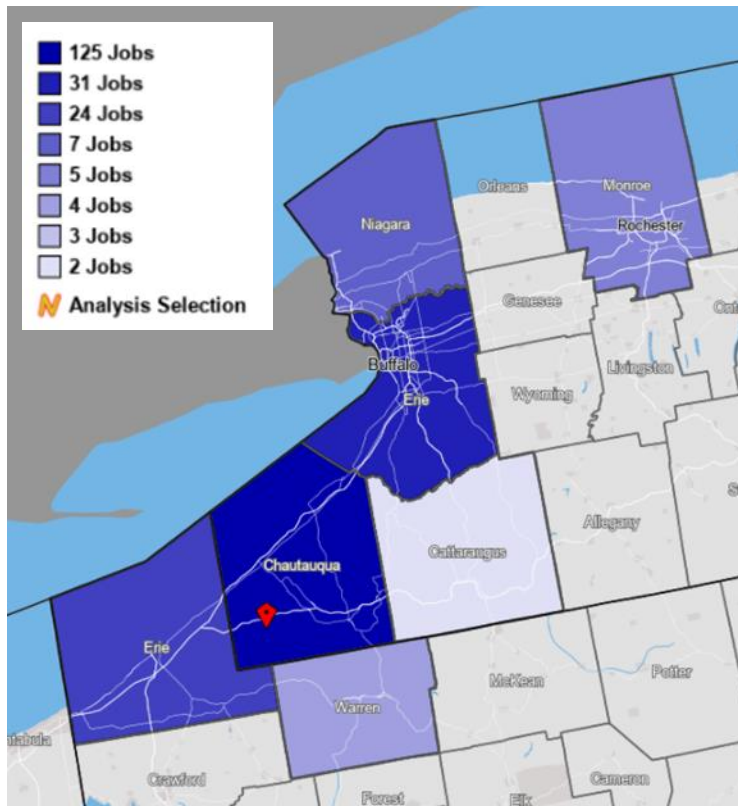 125 Jobs
31 Jobs
24 Jobs
7 Jobs
5 Jobs
4 Jobs
3 Jobs
2 Jobs
Analysis Selection
Orleans
Monroe
Rochester
Niagara
Genesee
Buffalo
Erie
Wyoming
Livingston
Allegany
Chautauqua
Cattaraugus
Erie
Warren
McKean
Potter
Crawford
Forest
Elk
Cameron